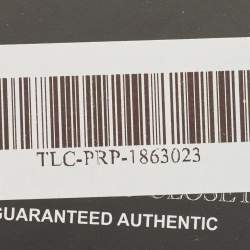 TLC-PRP-1863023
GUARANTEED AUTHENTIC